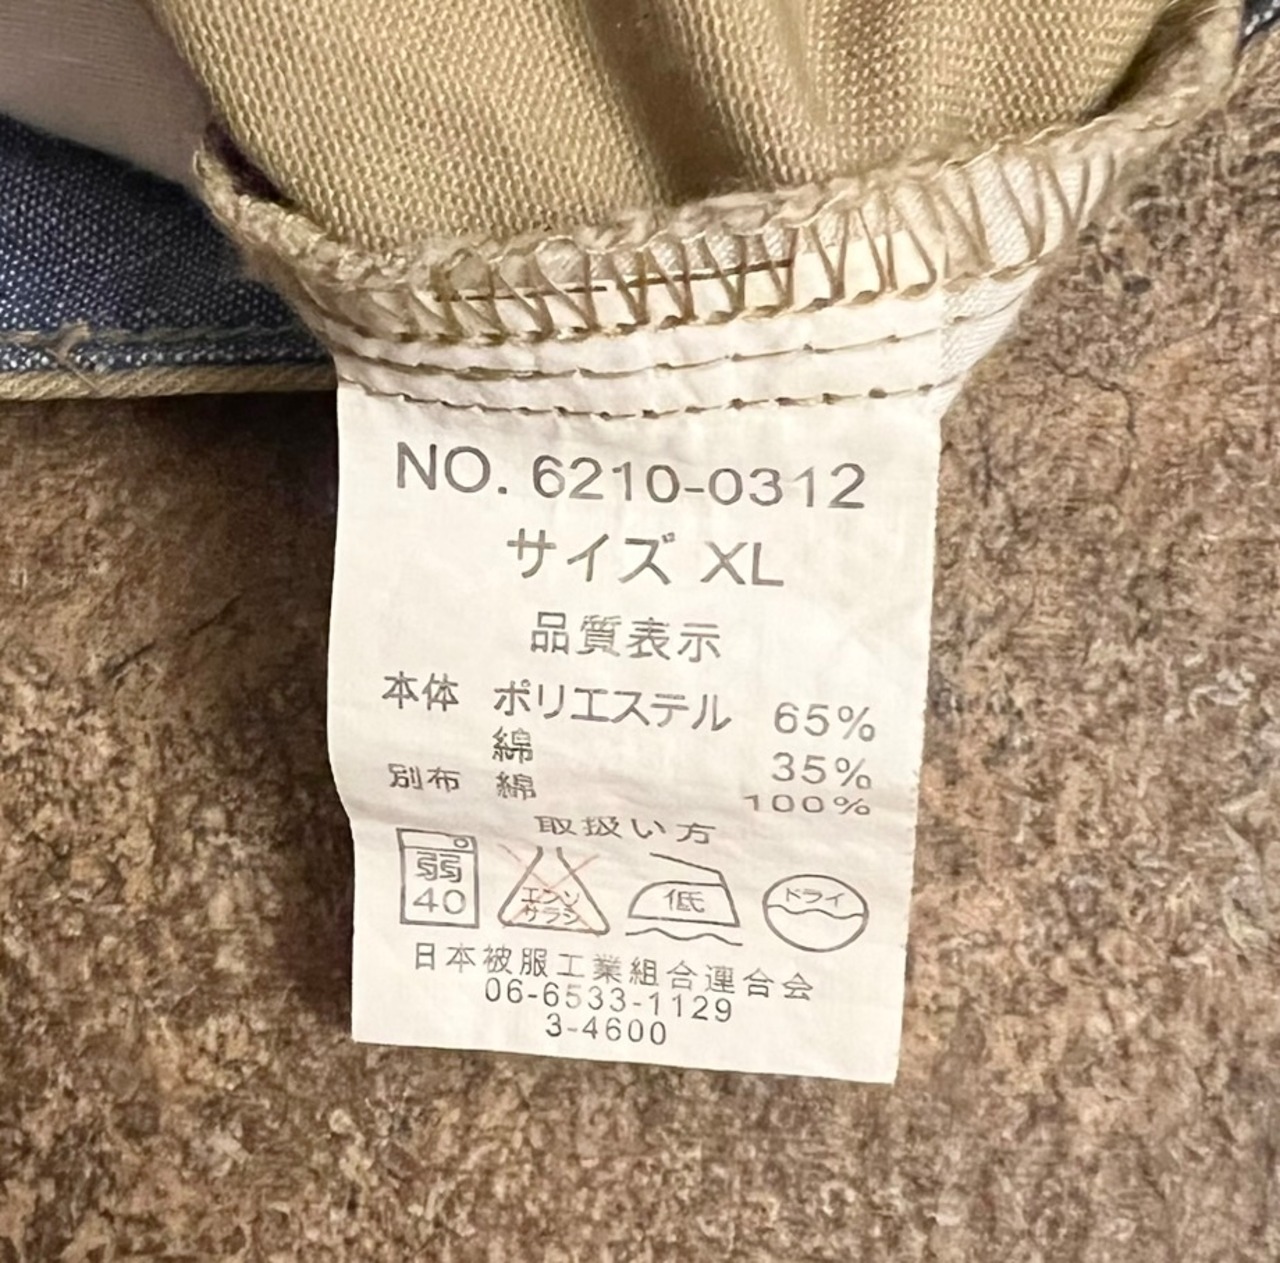 NO. 6210-0312
サイズ XL
品質表示
本体 ポリエステル 65%
綿 35%
別布 綿 100%
取扱い方
弱 40
エンソ サラシ
低
ドライ
日本被服工業組合連合会
06-6533-1129
3-4600